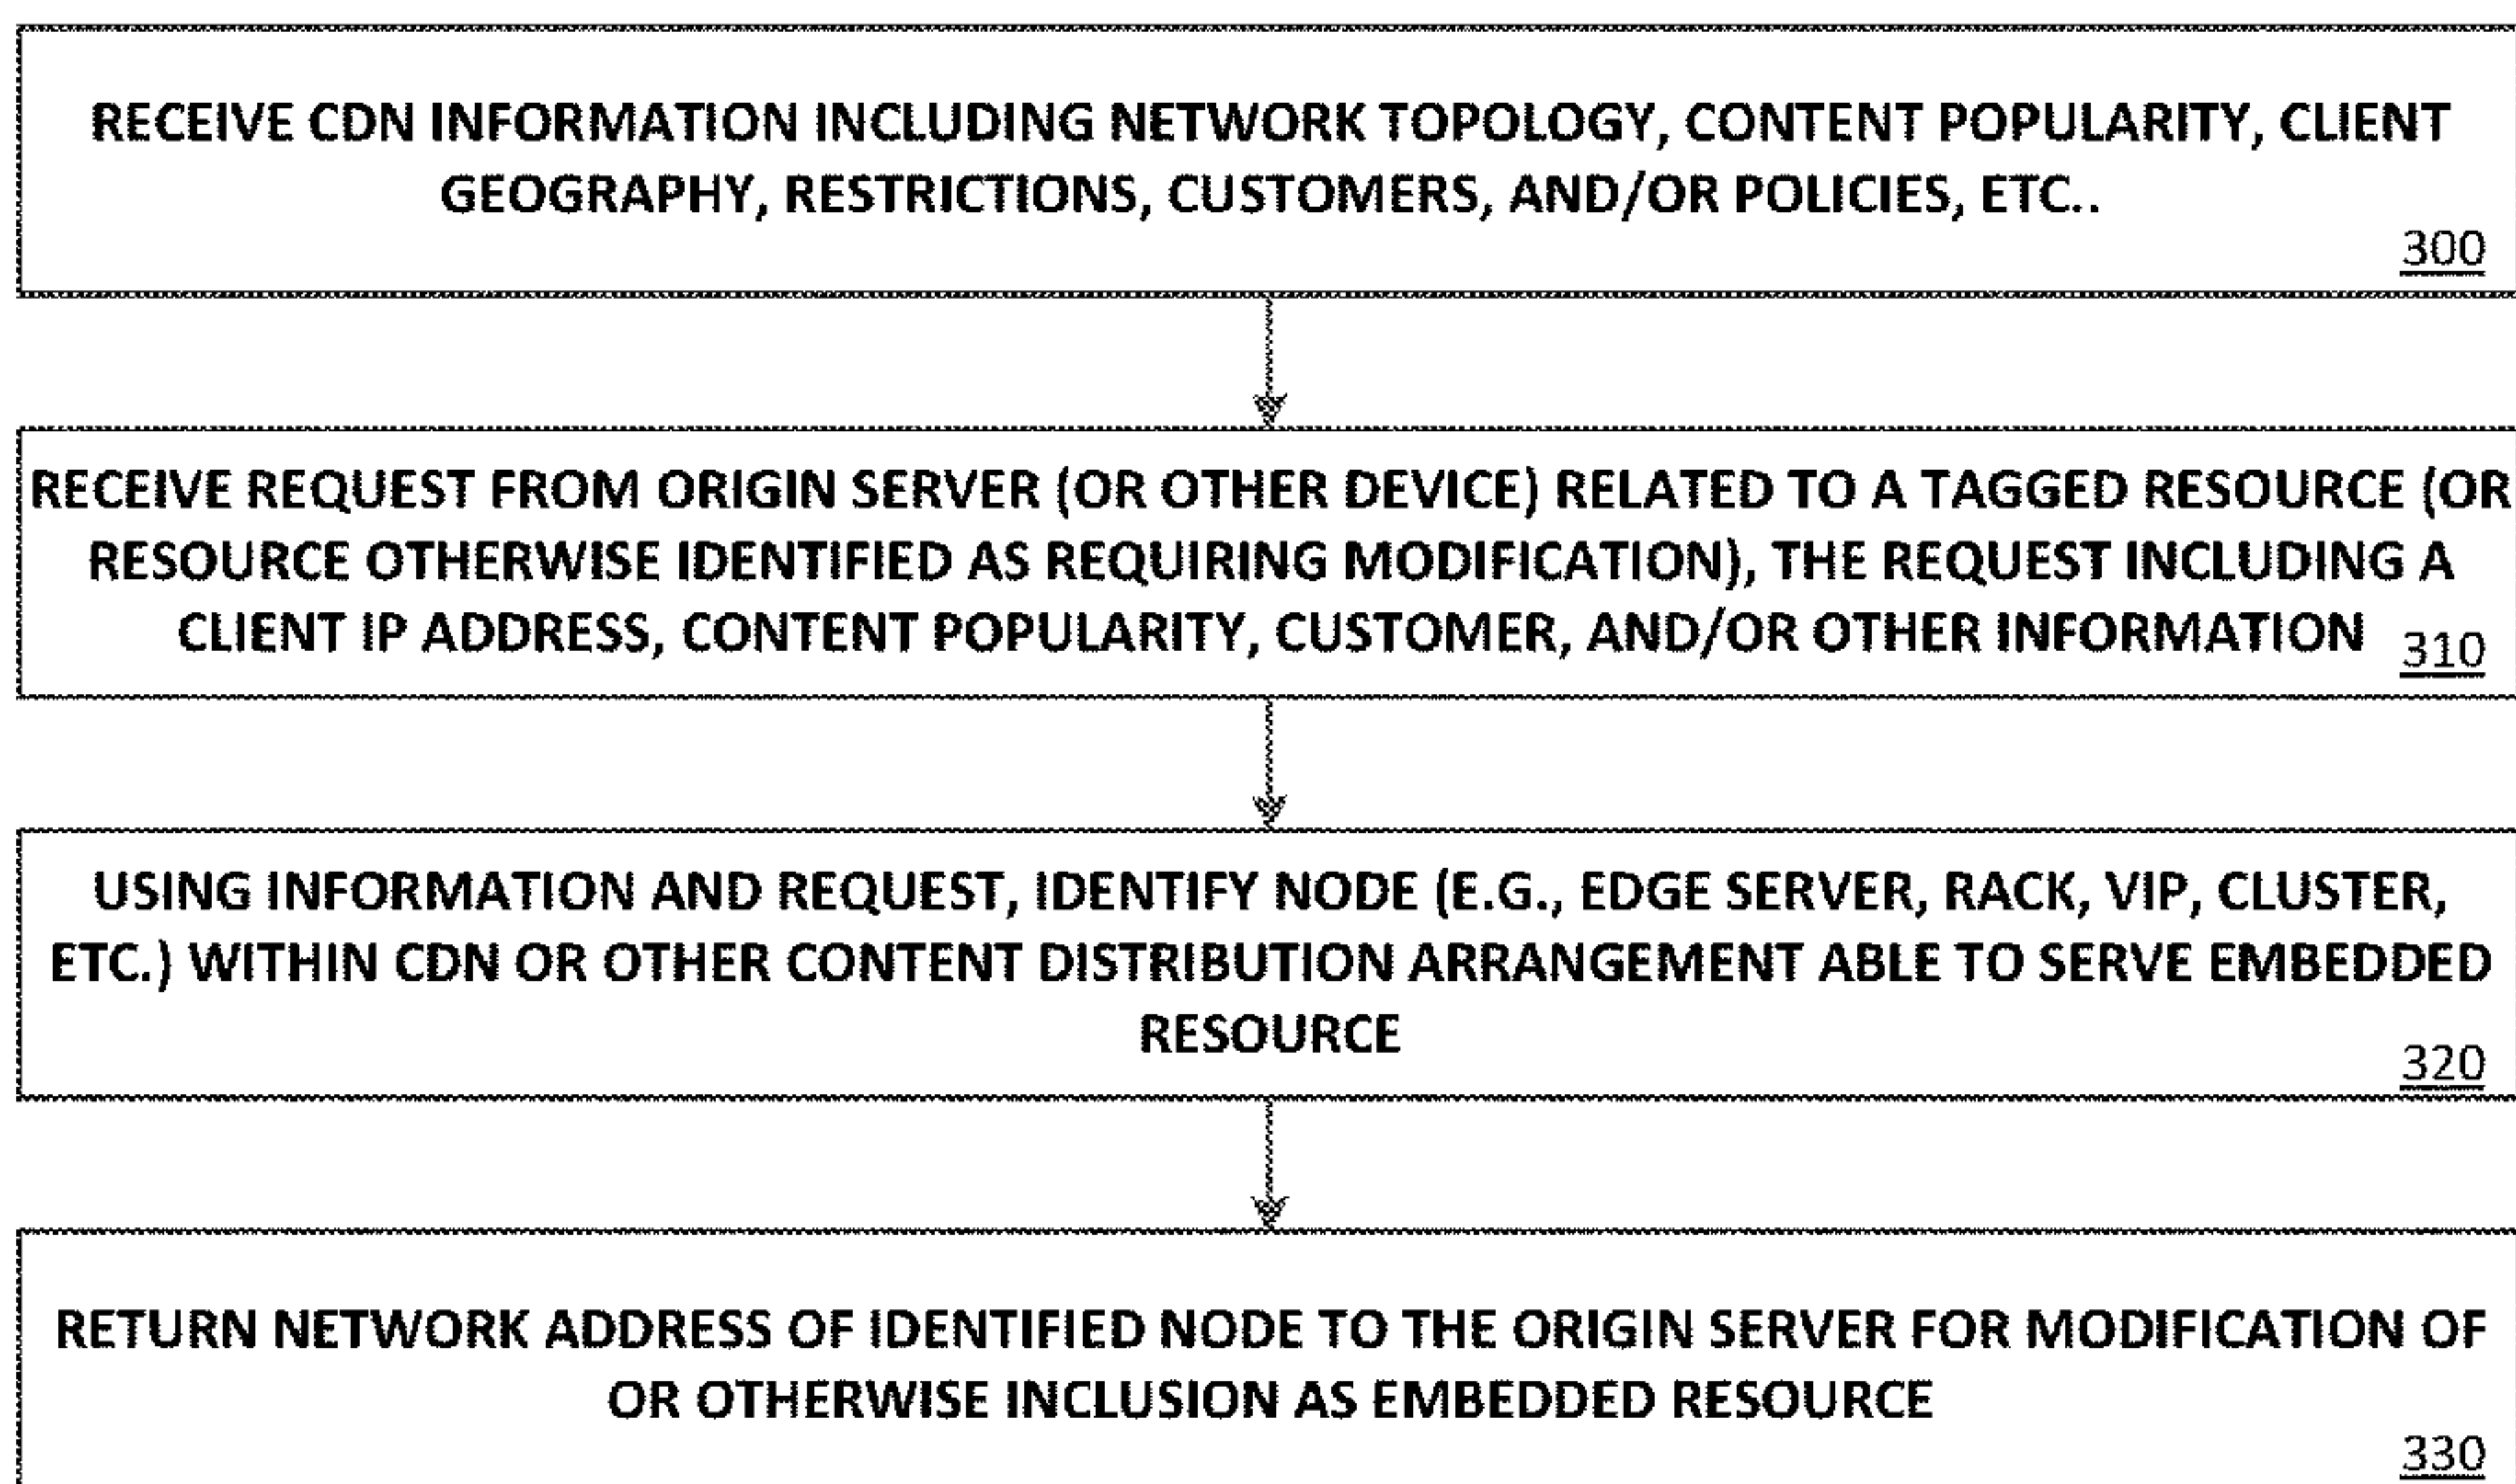 RECEIVE CDN INFORMATION INCLUDING NETWORK TOPOLOGY, CONTENT POPULARITY, CLIENT
GEOGRAPHY, RESTRICTIONS, CUSTOMERS, AND/OR POLICIES, ETC..
300
RECEIVE REQUEST FROM ORIGIN SERVER (OR OTHER DEVICE) RELATED TO A TAGGED RESOURCE (OR
RESOURCE OTHERWISE IDENTIFIED AS REQUIRING MODIFICATION), THE REQUEST INCLUDING A
CLIENT IP ADDRESS, CONTENT POPULARITY, CUSTOMER, AND/OR OTHER INFORMATION
310
USING INFORMATION AND REQUEST, IDENTIFY NODE (E.G., EDGE SERVER, RACK, VIP, CLUSTER,
ETC.) WITHIN CDN OR OTHER CONTENT DISTRIBUTION ARRANGEMENT ABLE TO SERVE EMBEDDED
RESOURCE
320
RETURN NETWORK ADDRESS OF IDENTIFIED NODE TO THE ORIGIN SERVER FOR MODIFICATION OF
OR OTHERWISE INCLUSION AS EMBEDDED RESOURCE
330